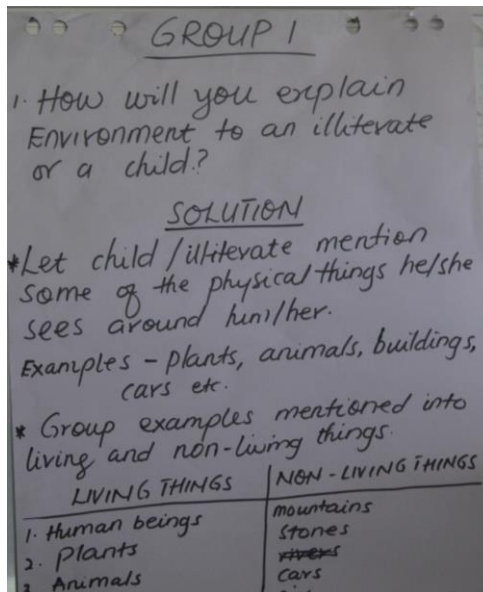 GROUP 1
1. How will you explain
Environment to an illiterate
or a child?
SOLUTION
*Let child/illiterate mention
some of the physical things he/she
sees around him/her.
Examples - plants, animals, buildings,
cars etc.
* Group examples mentioned into
living and non-living things.
LIVING THINGS NON-LIVING THINGS
1. Human beings mountains
2. Plants Stones
3. Animals rivers
cars